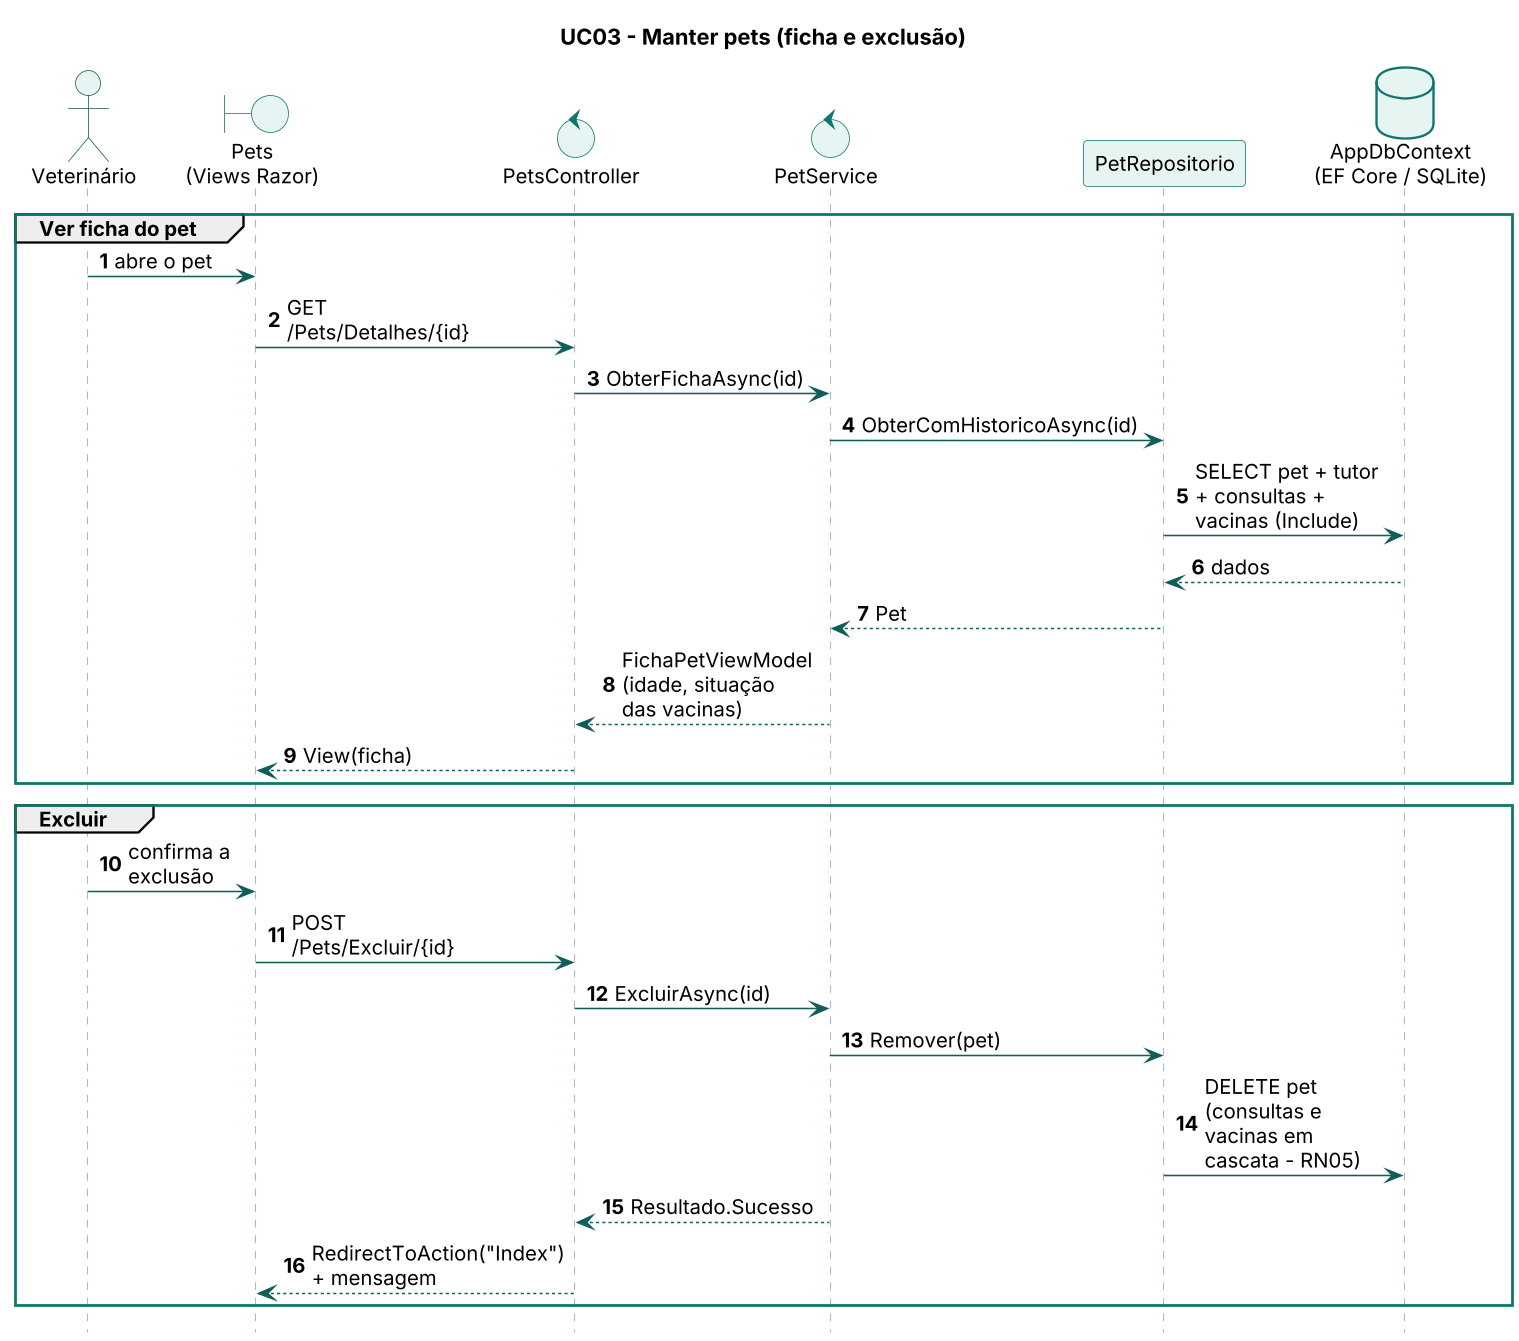 UC03 - Manter pets (ficha e exclusão)
Veterinário
Pets
(Views Razor)
PetsController
PetService
PetRepositorio
AppDbContext
(EF Core / SQLite)
Ver ficha do pet
1 abre o pet
2 GET
/Pets/Detalhes/{id}
3 ObterFichaAsync(id)
4 ObterComHistoricoAsync(id)
5 SELECT pet + tutor
+ consultas +
vacinas (Include)
6 dados
7 Pet
8 FichaPetViewModel
(idade, situação
das vacinas)
9 View(ficha)
Excluir
10 confirma a
exclusão
11 POST
/Pets/Excluir/{id}
12 ExcluirAsync(id)
13 Remover(pet)
14 DELETE pet
(consultas e
vacinas em
cascata - RN05)
15 Resultado.Sucesso
16 RedirectToAction("Index")
+ mensagem